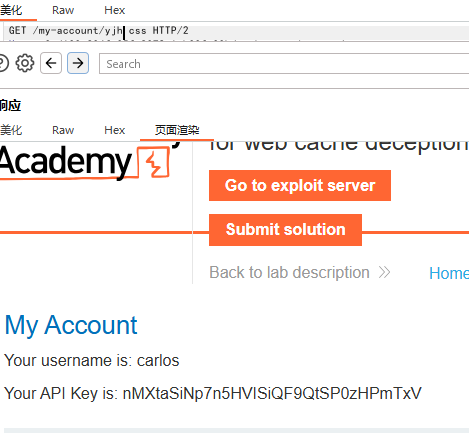 美化 Raw Hex
GET /my-account/yjh css HTTP/2
Search
响应
美化 Raw Hex 页面渲染
Academy
for web cache deception
Go to exploit server
Submit solution
Back to lab description
Home
My Account
Your username is: carlos
Your API Key is: nMXtaSiNp7n5HVISiQF9QtSP0zHPmTxV